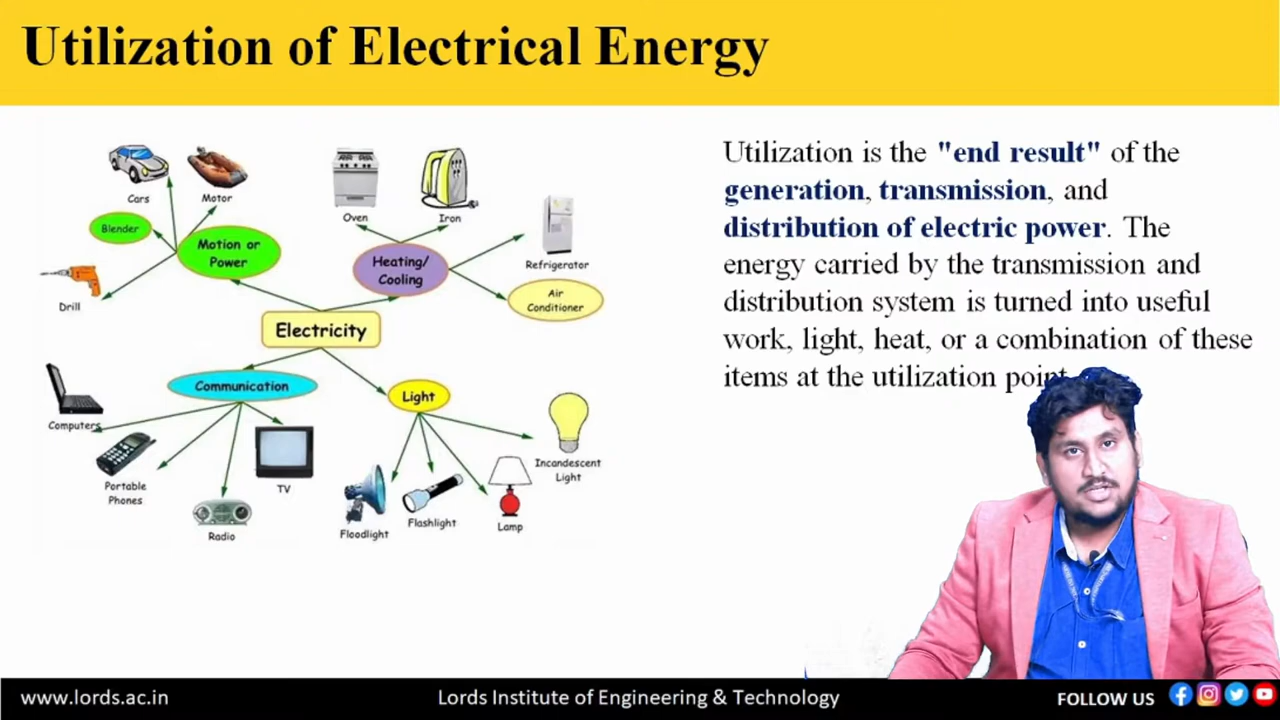 Utilization of Electrical Energy
Cars
Motor
Blender
Motion or
Power
Drill
Oven
Iron
Heating/
Cooling
Refrigerator
Air
Conditioner
Electricity
Communication
Light
Computers
Portable
Phones
Radio
TV
Floodlight
Flashlight
Lamp
Incandescent
Light
Utilization is the "end result" of the
generation, transmission, and
distribution of electric power. The
energy carried by the transmission and
distribution system is turned into useful
work, light, heat, or a combination of these
items at the utilization point
www.lords.ac.in
Lords Institute of Engineering & Technology
FOLLOW US